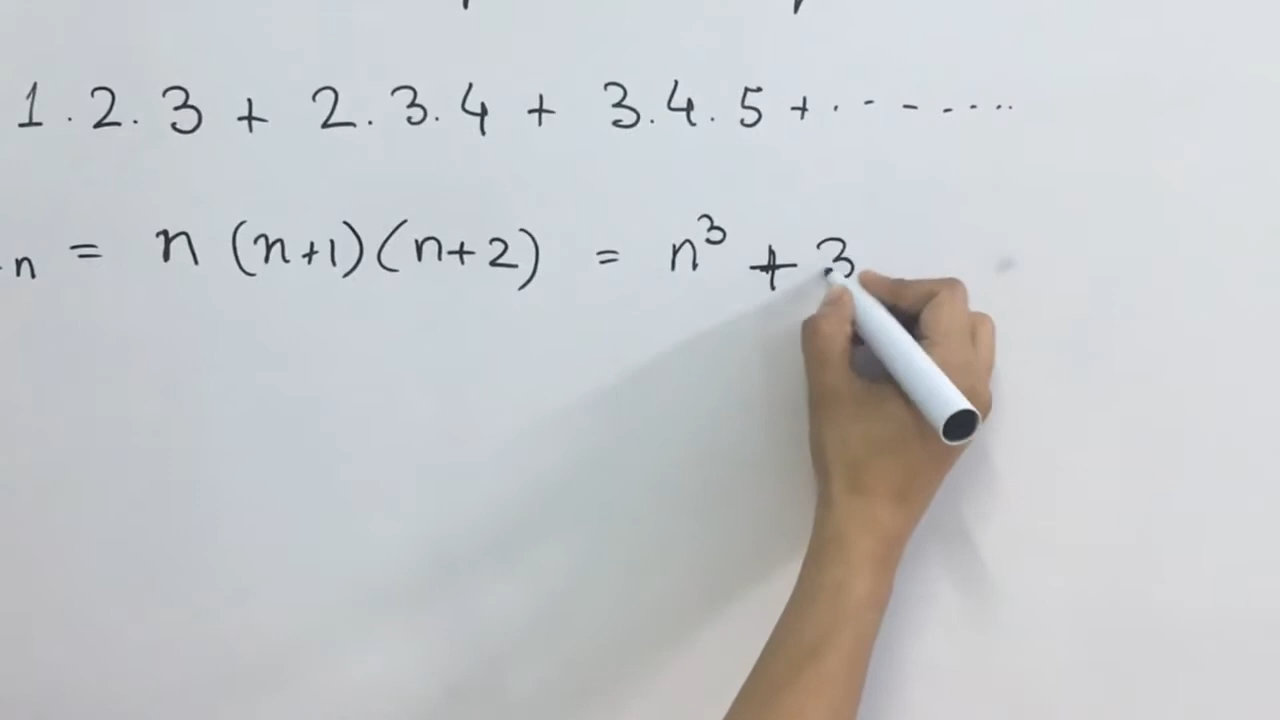 1.2.3 + 2.3.4 + 3.4.5 + ........
n = n (n+1)(n+2) = n³ + 3